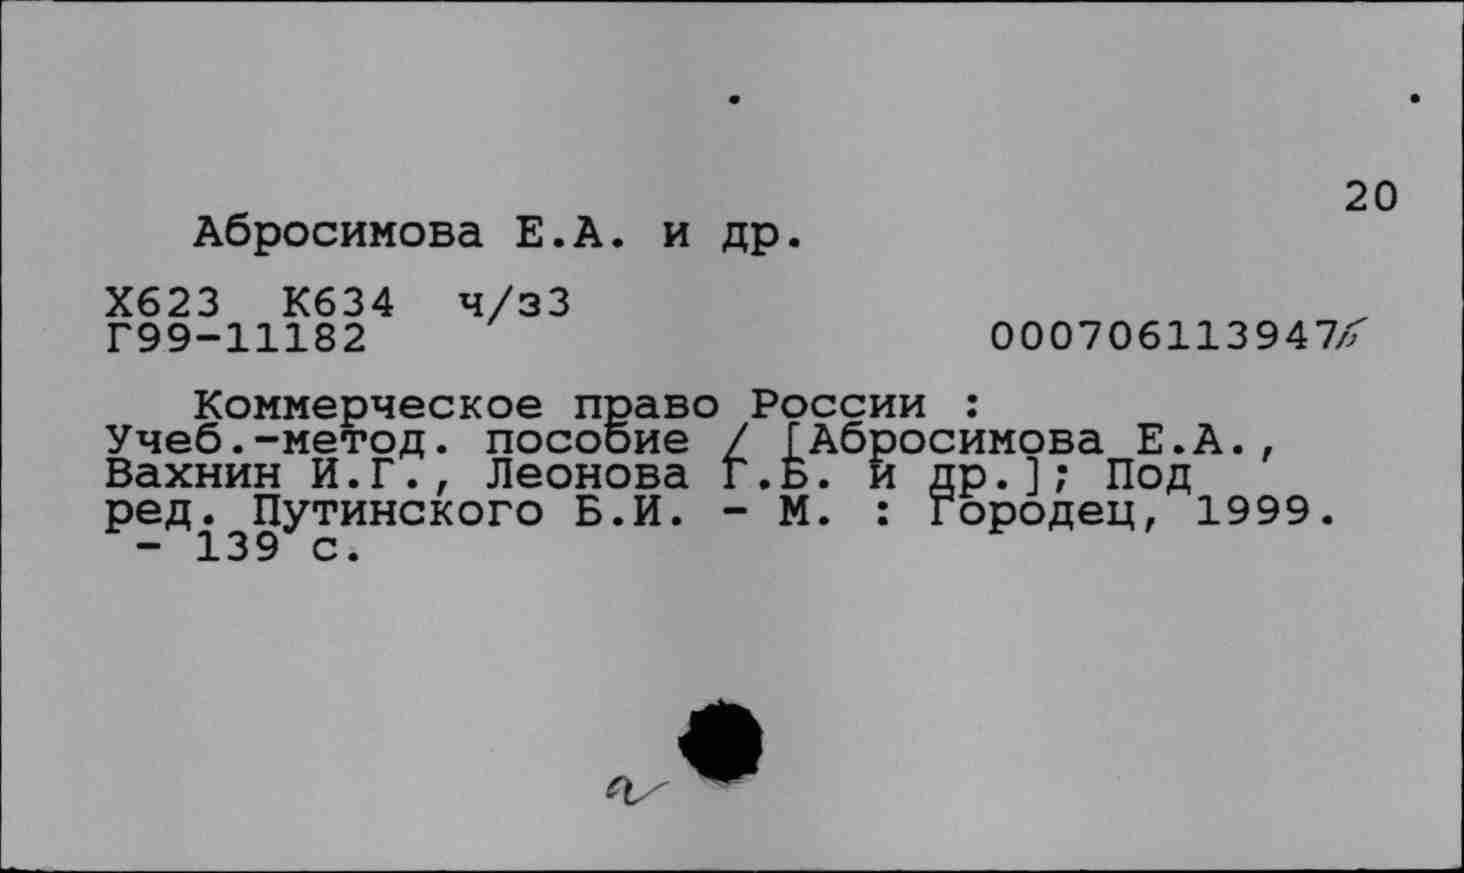 20
Абросимова Е.А. и др.
Х623 К634 ч/з3
Г99-11182 000706113947
Коммерческое право России :
Учеб.-метод. пособие / [Абросимова Е.А.,
Вахнин И.Г., Леонова Г.Б. и др.]; Под
ред. Путинского Б.И. - М. : Городец, 1999.
- 139 с.